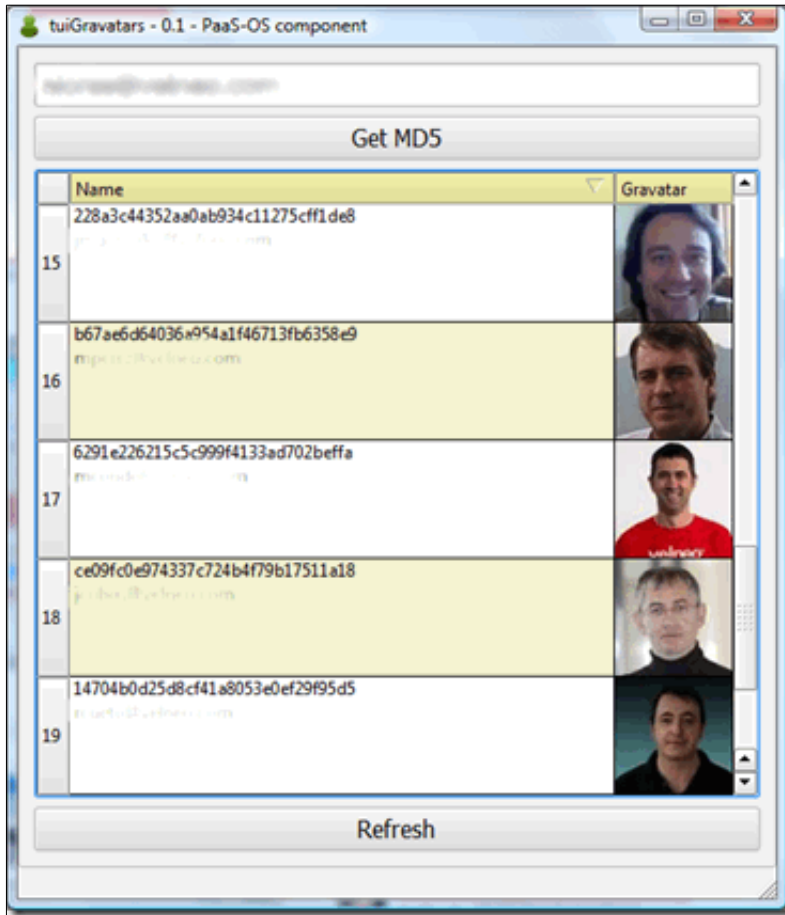 tuiGravatars - 0.1 - PaaS-OS component
Get MD5
Name Gravatar
228a3c44352aa0ab934c11275cff1de8
15
b67ae6d64036a954a1f46713fb6358e9
16
6291e226215c5c999f4133ad702beffa
17
velneo
ce09fc0e974337c724b4f79b17511a18
18
14704b0d25d8cf41a8053e0ef29f95d5
19
Refresh